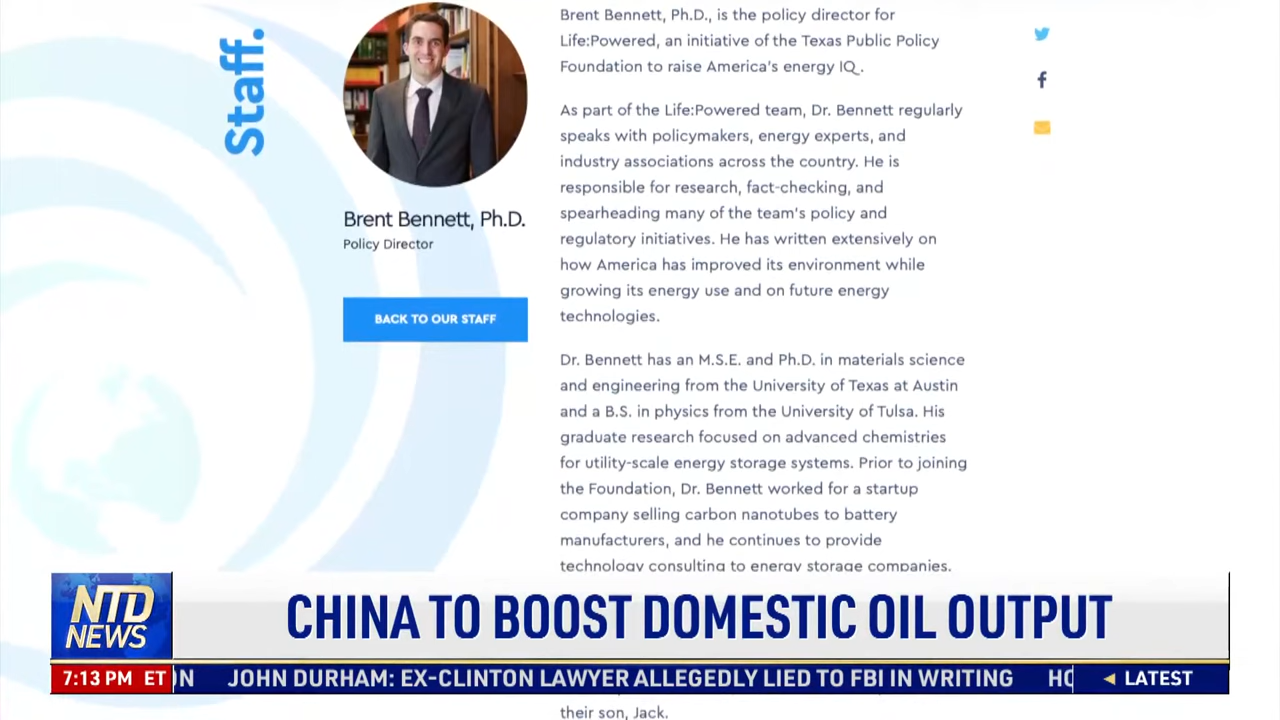 Staff.
Brent Bennett, Ph.D.
Policy Director
BACK TO OUR STAFF
Brent Bennett, Ph.D., is the policy director for
Life:Powered, an initiative of the Texas Public Policy
Foundation to raise America's energy IQ.
As part of the Life:Powered team, Dr. Bennett regularly
speaks with policymakers, energy experts, and
industry associations across the country. He is
responsible for research, fact-checking, and
spearheading many of the team's policy and
regulatory initiatives. He has written extensively on
how America has improved its environment while
growing its energy use and on future energy
technologies.
Dr. Bennett has an M.S.E. and Ph.D. in materials science
and engineering from the University of Texas at Austin
and a B.S. in physics from the University of Tulsa. His
graduate research focused on advanced chemistries
for utility-scale energy storage systems. Prior to joining
the Foundation, Dr. Bennett worked for a startup
company selling carbon nanotubes to battery
manufacturers, and he continues to provide
technology consulting to energy storage companies.
NTD
NEWS
CHINA TO BOOST DOMESTIC OIL OUTPUT
7:13 PM ET
JOHN DURHAM: EX-CLINTON LAWYER ALLEGEDLY LIED TO FBI IN WRITING
LATEST
their son, Jack.